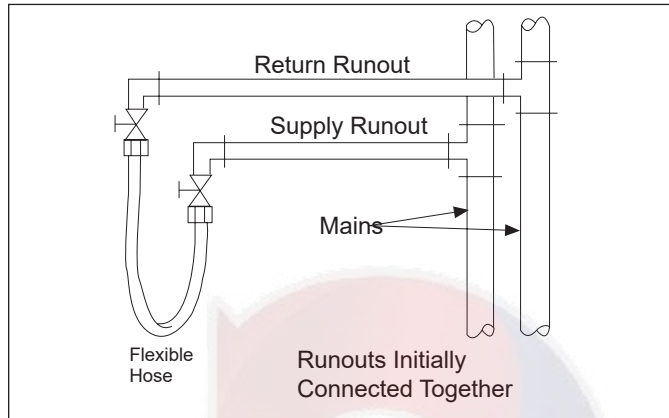 Return Runout
Supply Runout
Mains
Flexible
Hose
Runouts Initially
Connected Together